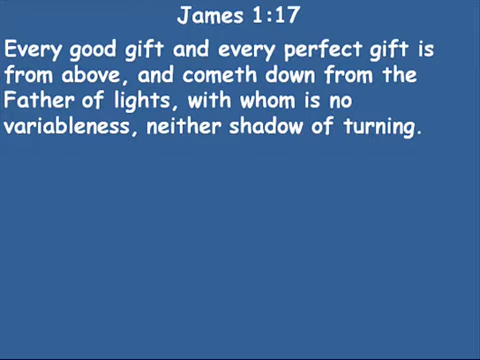 James 1:17
Every good gift and every perfect gift is
from above, and cometh down from the
Father of lights, with whom is no
variableness, neither shadow of turning.